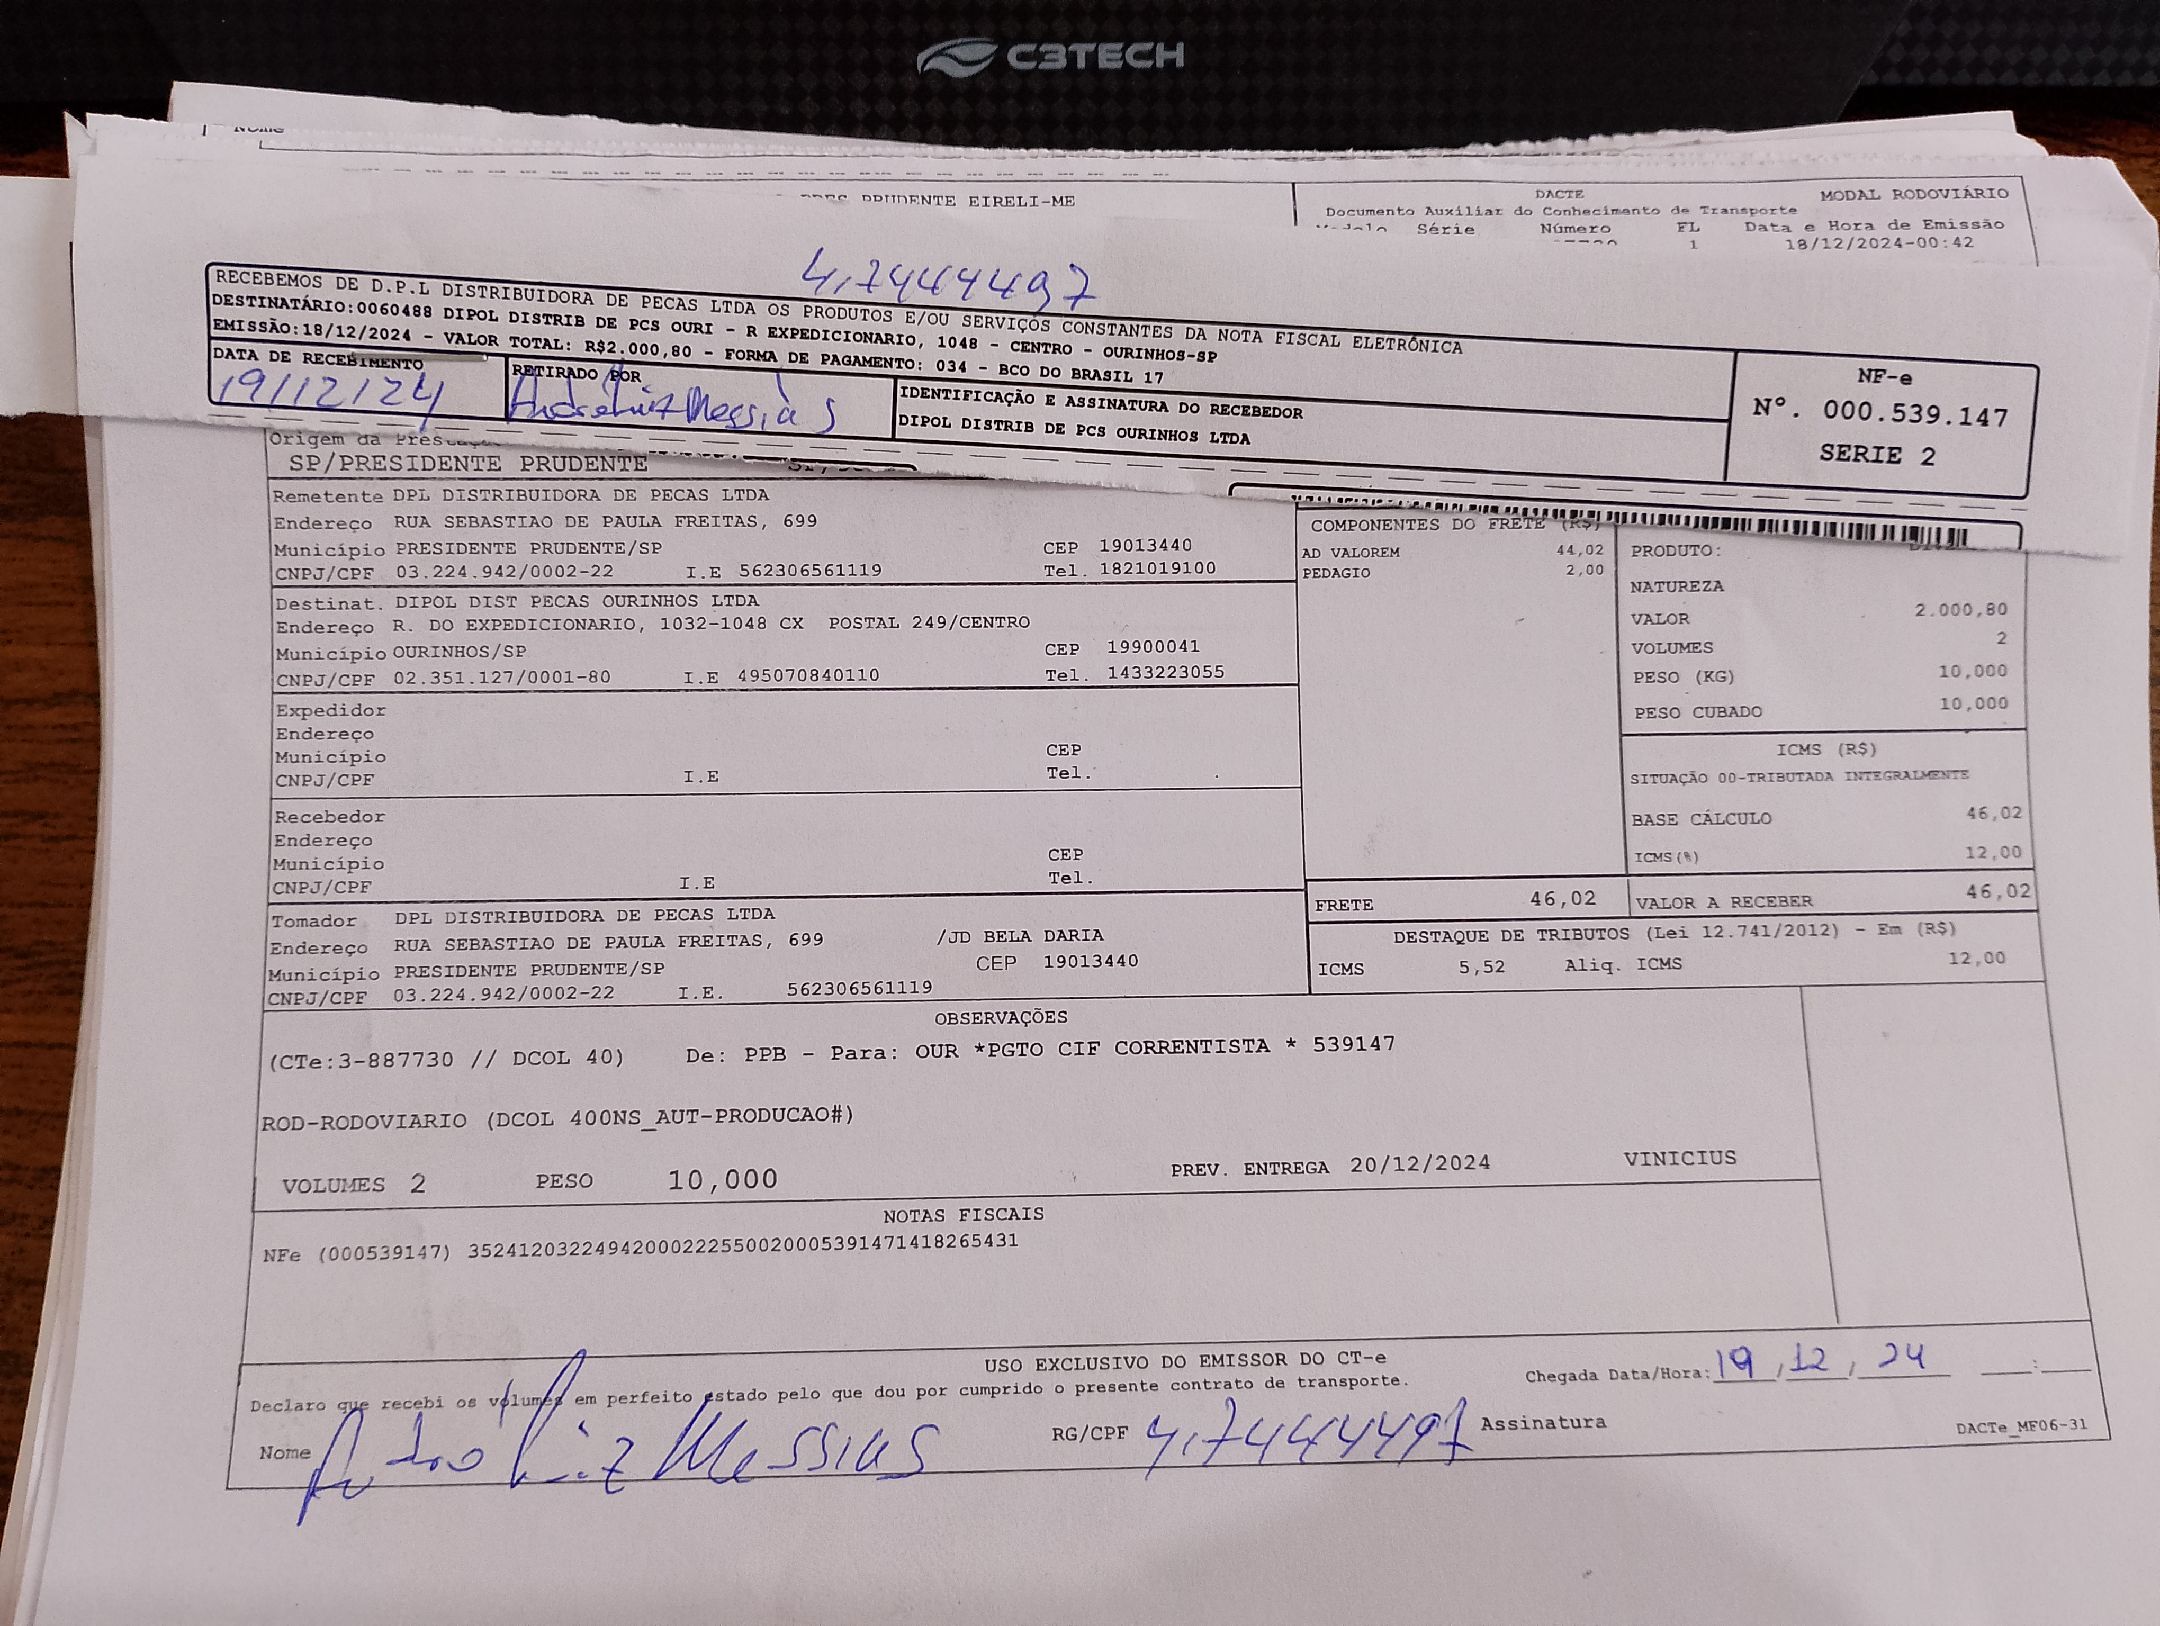 C3TECH
Nome
PRUDENTE EIRELI-ME
DACTE
MODAL RODOVIÁRIO
Documento Auxiliar do Conhecimento de Transporte
Série Número FL Data e Hora de Emissão
1 18/12/2024-00:42
4,7444497
RECEBEMOS DE D.P.L DISTRIBUIDORA DE PECAS LTDA OS PRODUTOS E/OU SERVIÇOS CONSTANTES DA NOTA FISCAL ELETRÔNICA
DESTINATÁRIO:0060488 DIPOL DISTRIB DE PCS OURI - R EXPEDICIONARIO, 1048 - CENTRO - OURINHOS-SP
EMISSÃO:18/12/2024 - VALOR TOTAL: R$2.000,80 - FORMA DE PAGAMENTO: 034 - BCO DO BRASIL 17
DATA DE RECEBIMENTO
19/12/24
RETIRADO POR
André Luiz Messias
IDENTIFICAÇÃO E ASSINATURA DO RECEBEDOR
DIPOL DISTRIB DE PCS OURINHOS LTDA
NF-e
Nº. 000.539.147
SERIE 2
Origem da
SP/PRESIDENTE PRUDENTE
Remetente DPL DISTRIBUIDORA DE PECAS LTDA
Endereço RUA SEBASTIAO DE PAULA FREITAS, 699
Município PRESIDENTE PRUDENTE/SP CEP 19013440
CNPJ/CPF 03.224.942/0002-22 I.E 562306561119 Tel. 1821019100
Destinat. DIPOL DIST PECAS OURINHOS LTDA
Endereço R. DO EXPEDICIONARIO, 1032-1048 CX POSTAL 249/CENTRO
Município OURINHOS/SP CEP 19900041
CNPJ/CPF 02.351.127/0001-80 I.E 495070840110 Tel. 1433223055
Expedidor
Endereço
Município CEP
CNPJ/CPF I.E Tel.
Recebedor
Endereço
Município CEP
CNPJ/CPF I.E Tel.
Tomador DPL DISTRIBUIDORA DE PECAS LTDA
Endereço RUA SEBASTIAO DE PAULA FREITAS, 699 /JD BELA DARIA
Município PRESIDENTE PRUDENTE/SP CEP 19013440
CNPJ/CPF 03.224.942/0002-22 I.E. 562306561119
COMPONENTES DO FRETE (R$)
AD VALOREM 44,02
PEDAGIO 2,00
PRODUTO:
NATUREZA
VALOR 2.000,80
VOLUMES 2
PESO (KG) 10,000
PESO CUBADO 10,000
ICMS (R$)
SITUAÇÃO 00-TRIBUTADA INTEGRALMENTE
BASE CÁLCULO 46,02
ICMS(%) 12,00
FRETE 46,02 VALOR A RECEBER 46,02
DESTAQUE DE TRIBUTOS (Lei 12.741/2012) - Em (R$)
ICMS 5,52 Aliq. ICMS 12,00
OBSERVAÇÕES
(CTe:3-887730 // DCOL 40) De: PPB - Para: OUR *PGTO CIF CORRENTISTA * 539147
ROD-RODOVIARIO (DCOL 400NS_AUT-PRODUCAO#)
VOLUMES 2 PESO 10,000 PREV. ENTREGA 20/12/2024 VINICIUS
NOTAS FISCAIS
NFe (000539147) 35241203224942000222550020005391471418265431
USO EXCLUSIVO DO EMISSOR DO CT-e
Declaro que recebi os volumes em perfeito estado pelo que dou por cumprido o presente contrato de transporte.
Chegada Data/Hora: 19,12,24 :
Nome André Luiz Messias RG/CPF 4,7444497 Assinatura
DACTe_MF06-31